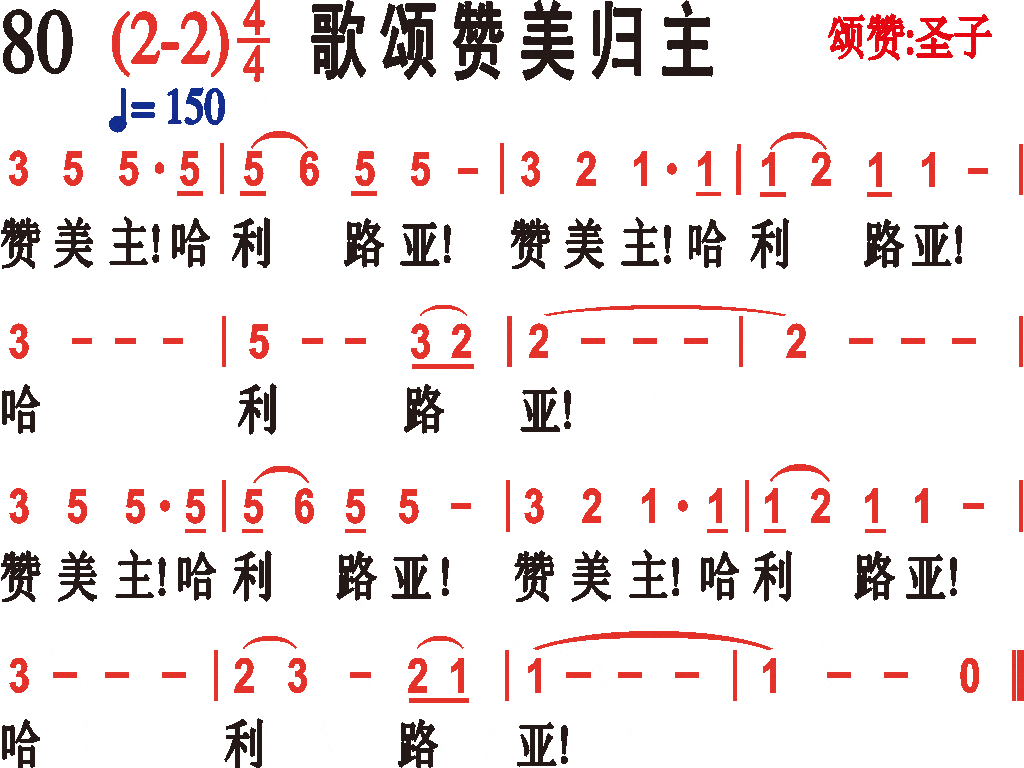 80 (2-2) 4/4 歌颂赞美归主 颂赞:圣子
♩= 150
3 5 5 · 5 | 5 6 5 5 – | 3 2 1 · 1 | 1 2 1 1 – |
赞美主!哈利 路亚! 赞美主!哈利 路亚!
3 – – – | 5 – – 3 2 | 2 – – – | 2 – – – |
哈 利 路 亚!
3 5 5 · 5 | 5 6 5 5 – | 3 2 1 · 1 | 1 2 1 1 – |
赞美主!哈利 路亚! 赞美主!哈利 路亚!
3 – – – | 2 3 – 2 1 | 1 – – – | 1 – – 0 ‖
哈 利 路 亚!